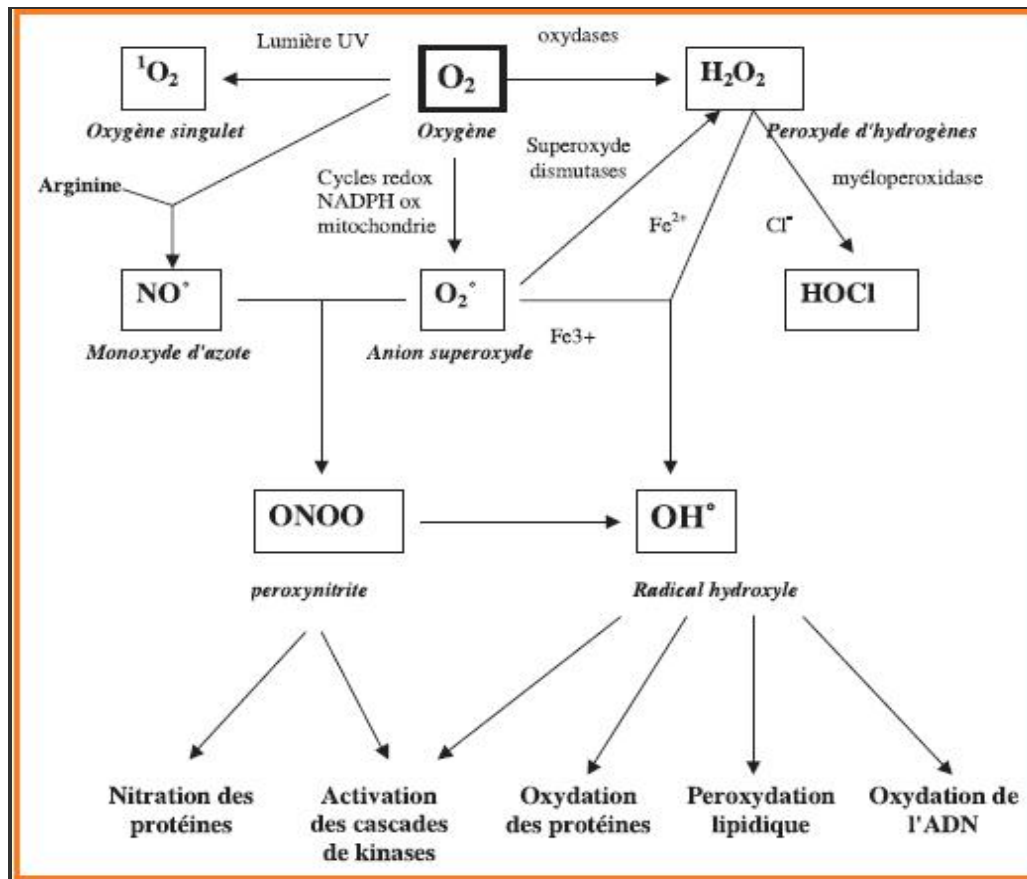 Lumière UV
oxydases
¹O₂
O₂
H₂O₂
Oxygène singulet
Oxygène
Peroxyde d'hydrogènes
Arginine
Cycles redox
NADPH ox
mitochondrie
Superoxyde
dismutases
myéloperoxidase
Fe²⁺
Cl⁻
NO°
O₂°
HOCl
Monoxyde d'azote
Anion superoxyde
Fe3+
ONOO
OH°
peroxynitrite
Radical hydroxyle
Nitration des
protéines
Activation
des cascades
de kinases
Oxydation
des protéines
Peroxydation
lipidique
Oxydation de
l'ADN